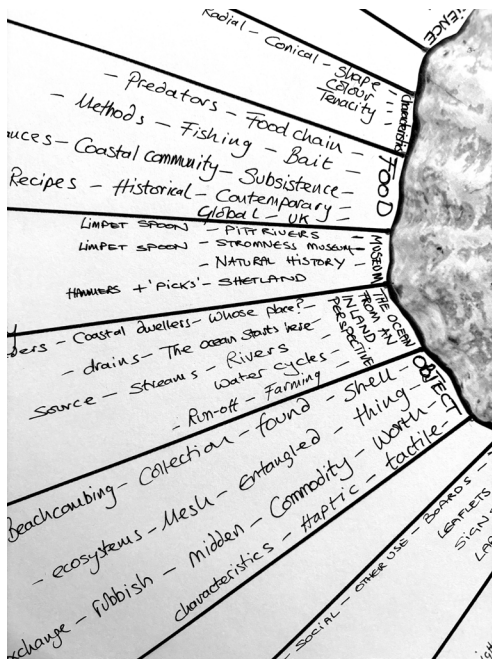 IENCE
Radial - Conical - Shape -
Colour -
Tenacity -
Characteristics
- Predators - Food chain -
- Methods - Fishing - Bait -
Coastal community - Subsistence -
Recipes - Historical - Contemporary -
Global - UK -
FOOD
LIMPET SPOON - PITT RIVERS -
LIMPET SPOON - STROMNESS MUSEUM -
- NATURAL HISTORY -
HAMMERS + 'PICKS' - SHETLAND
MUSEUM
ders - Coastal dwellers - whose place? -
- drains - The ocean starts here -
Source - Streams - Rivers
Water cycles
- Run-off - Farming -
THE OCEAN
FROM AN
INLAND
PERSPECTIVE
OBJECT
Beachcombing - Collection - found - Shell -
- ecosystems - Mesh - entangled - thing -
xchange - rubbish - midden - Commodity - Worth -
characteristics - Haptic - tactile -
- SOCIAL - OTHER USE - BOARDS -
LEAFLETS
SIGN